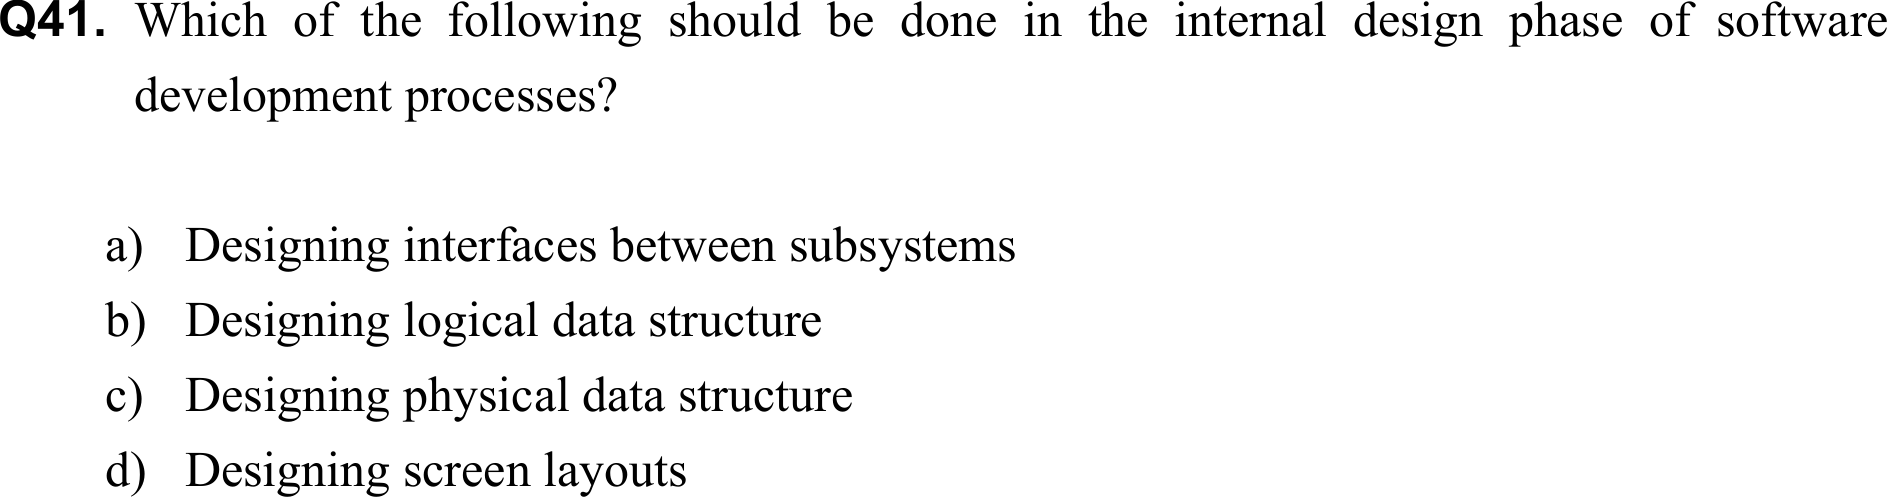 Q41. Which of the following should be done in the internal design phase of software
development processes?
a) Designing interfaces between subsystems
b) Designing logical data structure
c) Designing physical data structure
d) Designing screen layouts